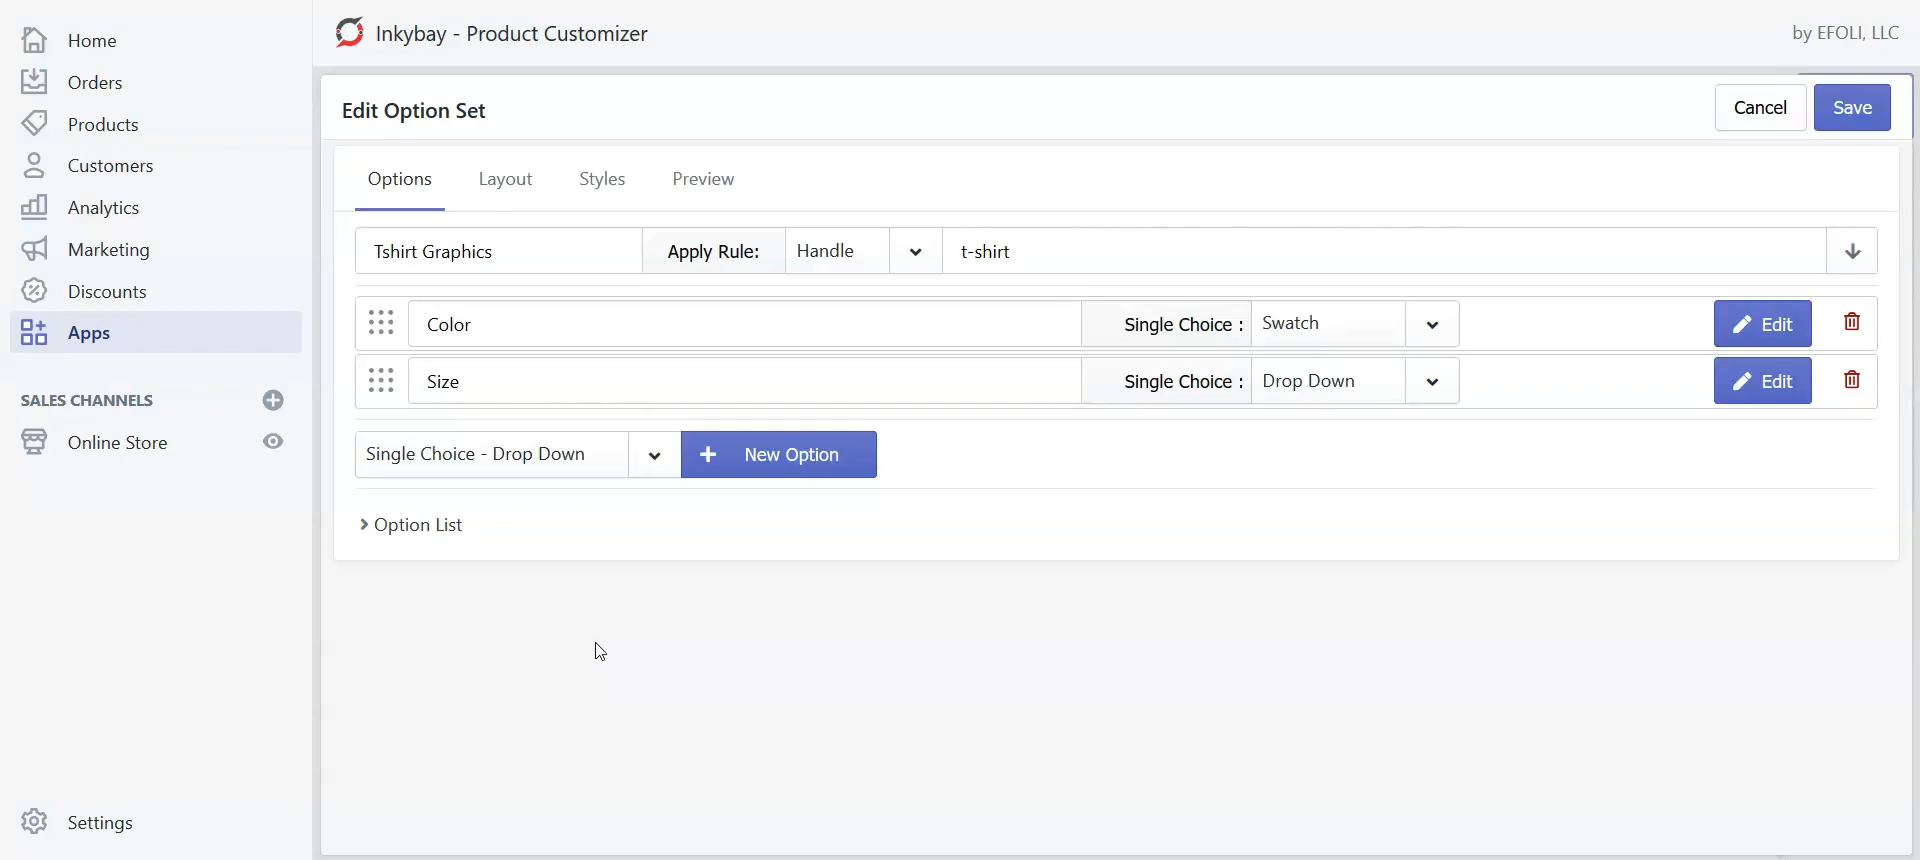 Home
Orders
Products
Customers
Analytics
Marketing
Discounts
Apps
SALES CHANNELS
Online Store
Settings
Inkybay - Product Customizer
by EFOLI, LLC
Edit Option Set
Cancel
Save
Options Layout Styles Preview
Tshirt Graphics Apply Rule: Handle t-shirt
Color Single Choice : Swatch Edit
Size Single Choice : Drop Down Edit
Single Choice - Drop Down + New Option
Option List